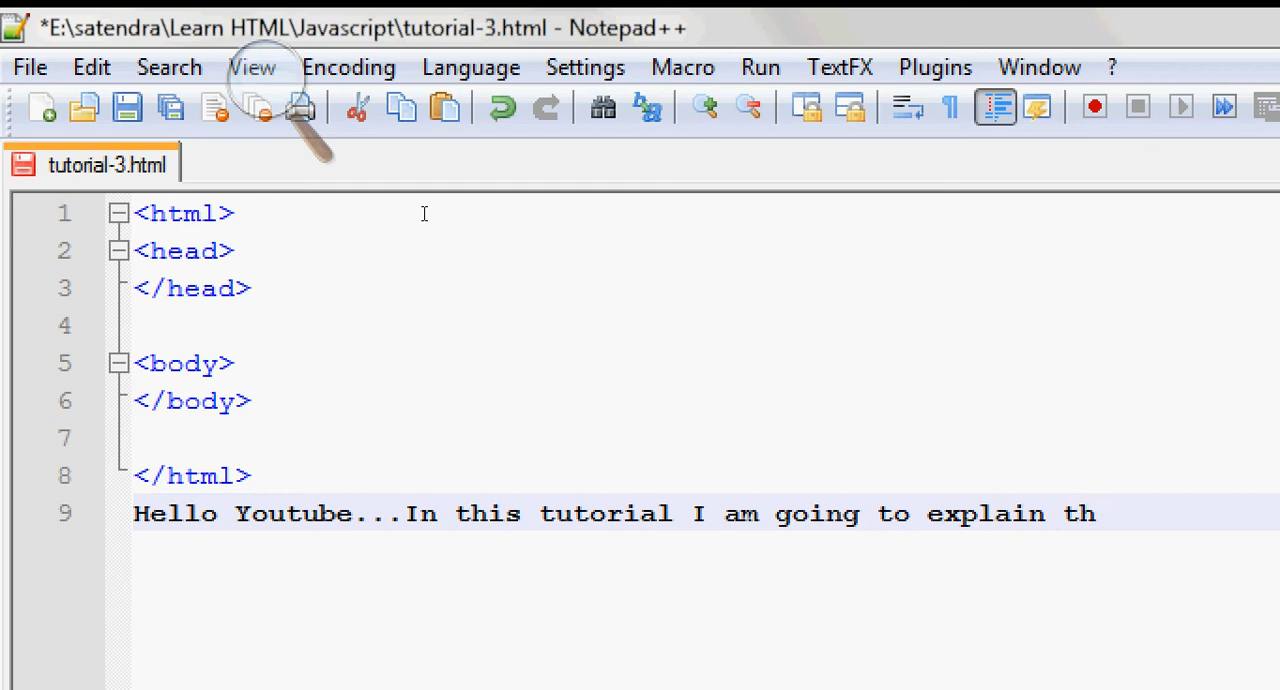 *E:\satendra\Learn HTML\Javascript\tutorial-3.html - Notepad++
File Edit Search View Encoding Language Settings Macro Run TextFX Plugins Window ?
tutorial-3.html
1 <html>
2 <head>
3 </head>
4
5 <body>
6 </body>
7
8 </html>
9 Hello Youtube...In this tutorial I am going to explain th